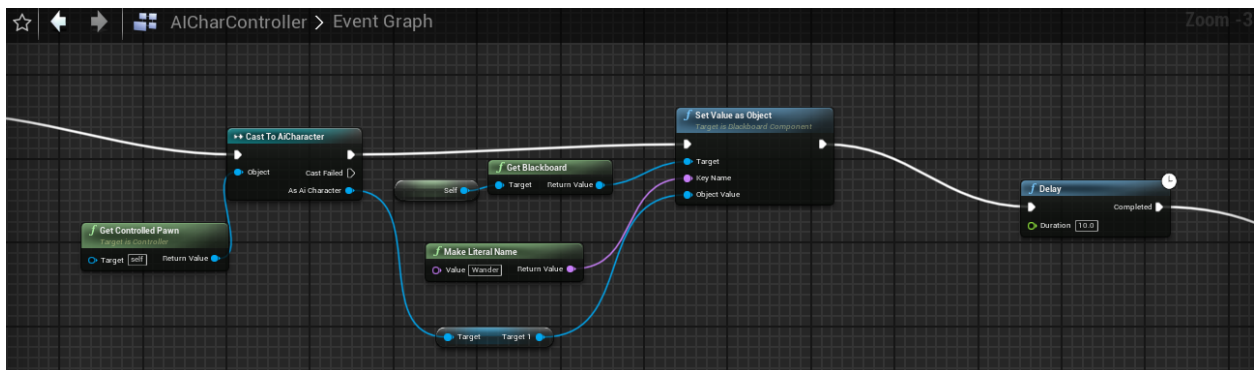 AICharController > Event Graph
Zoom -3
Cast To AiCharacter
Object
Cast Failed
As Ai Character
Get Controlled Pawn
Target is Controller
Target self
Return Value
Self
Get Blackboard
Target
Return Value
Make Literal Name
Value Wander
Return Value
Target
Target 1
Set Value as Object
Target is Blackboard Component
Target
Key Name
Object Value
Delay
Completed
Duration 10.0